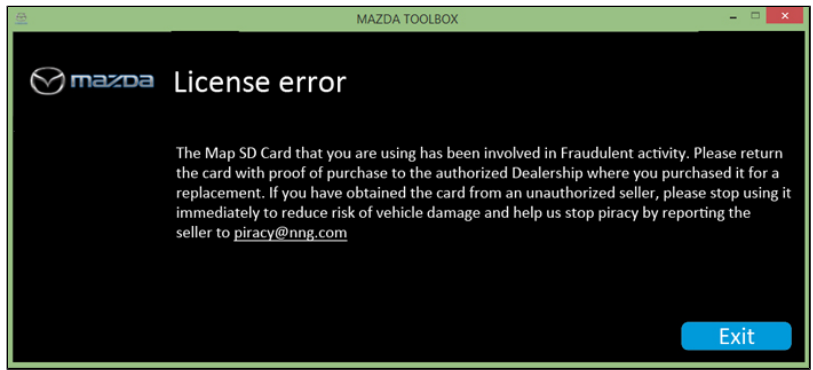 MAZDA TOOLBOX
mazda
License error
The Map SD Card that you are using has been involved in Fraudulent activity. Please return
the card with proof of purchase to the authorized Dealership where you purchased it for a
replacement. If you have obtained the card from an unauthorized seller, please stop using it
immediately to reduce risk of vehicle damage and help us stop piracy by reporting the
seller to piracy@nng.com
Exit